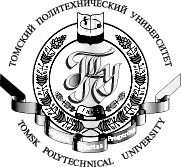 ТОМСКИЙ ПОЛИТЕХНИЧЕСКИЙ УНИВЕРСИТЕТ
ТПУ
TOMSK POLYTECHNICAL UNIVERSITY